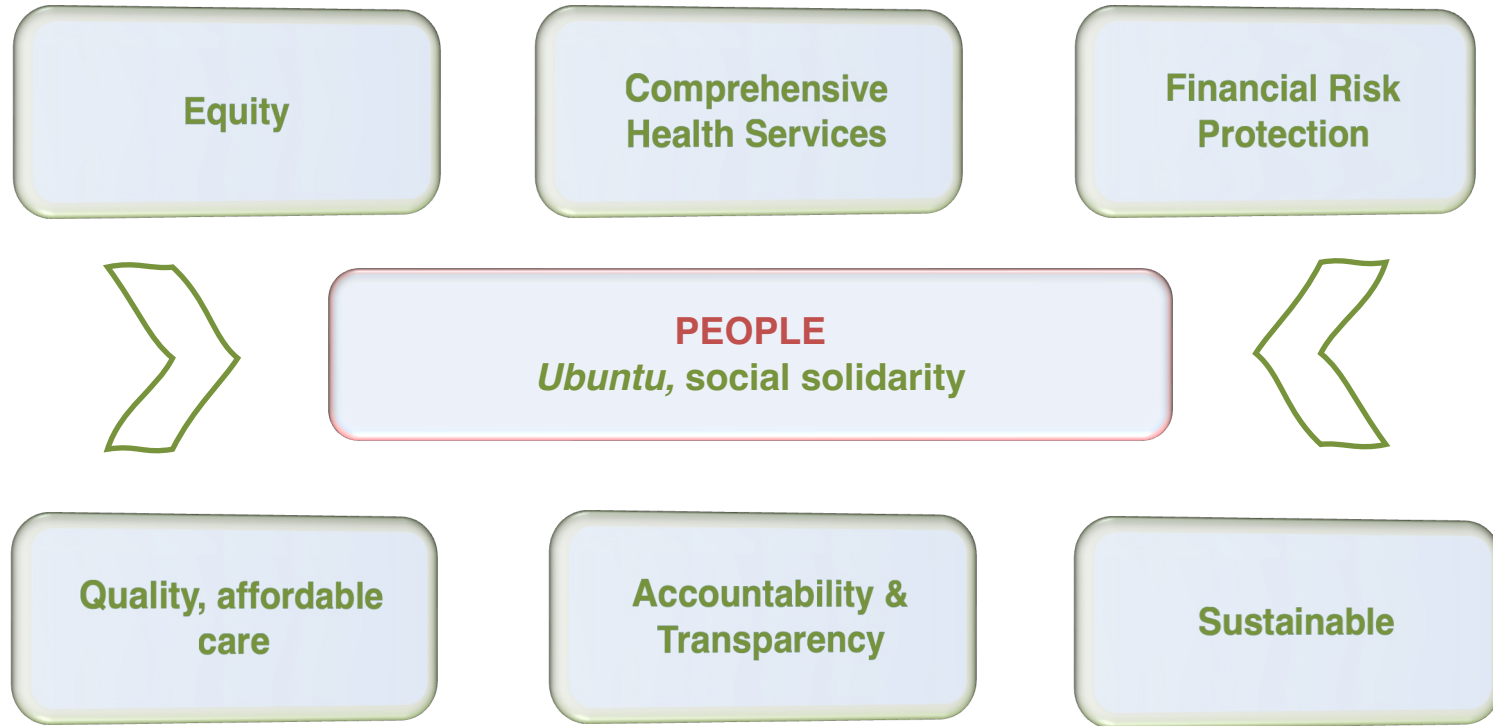 Equity
Comprehensive
Health Services
Financial Risk
Protection
PEOPLE
Ubuntu, social solidarity
Quality, affordable
care
Accountability &
Transparency
Sustainable